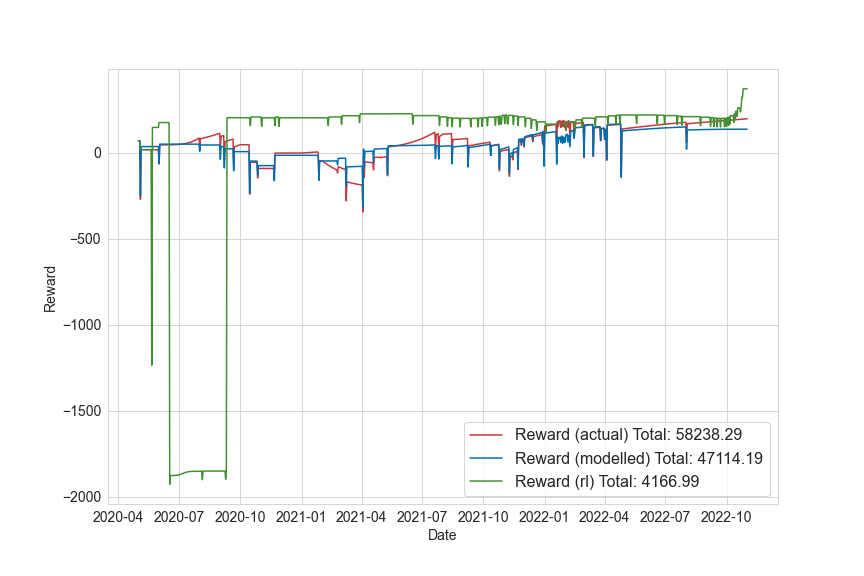 0
−500
−1000
−1500
−2000
Reward
Reward (actual) Total: 58238.29
Reward (modelled) Total: 47114.19
Reward (rl) Total: 4166.99
2020-04 2020-07 2020-10 2021-01 2021-04 2021-07 2021-10 2022-01 2022-04 2022-07 2022-10
Date